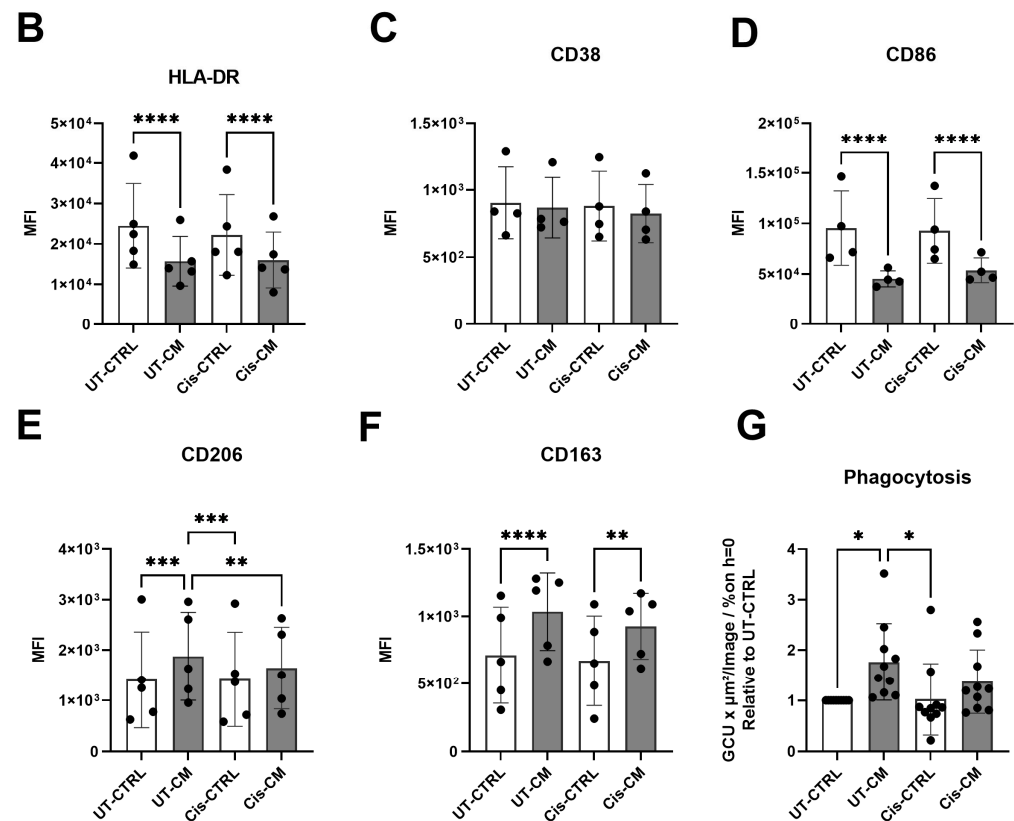 B
HLA-DR
MFI
5×10⁴
4×10⁴
3×10⁴
2×10⁴
1×10⁴
0
**** ****
UT-CTRL UT-CM Cis-CTRL Cis-CM
C
CD38
MFI
1.5×10³
1×10³
5×10²
0
UT-CTRL UT-CM Cis-CTRL Cis-CM
D
CD86
MFI
2×10⁵
1.5×10⁵
1×10⁵
5×10⁴
0
**** ****
UT-CTRL UT-CM Cis-CTRL Cis-CM
E
CD206
MFI
4×10³
3×10³
2×10³
1×10³
0
***
*** **
UT-CTRL UT-CM Cis-CTRL Cis-CM
F
CD163
MFI
1.5×10³
1×10³
5×10²
0
**** **
UT-CTRL UT-CM Cis-CTRL Cis-CM
G
Phagocytosis
GCU x µm²/Image / %on h=0
Relative to UT-CTRL
4
3
2
1
0
* *
UT-CTRL UT-CM Cis-CTRL Cis-CM